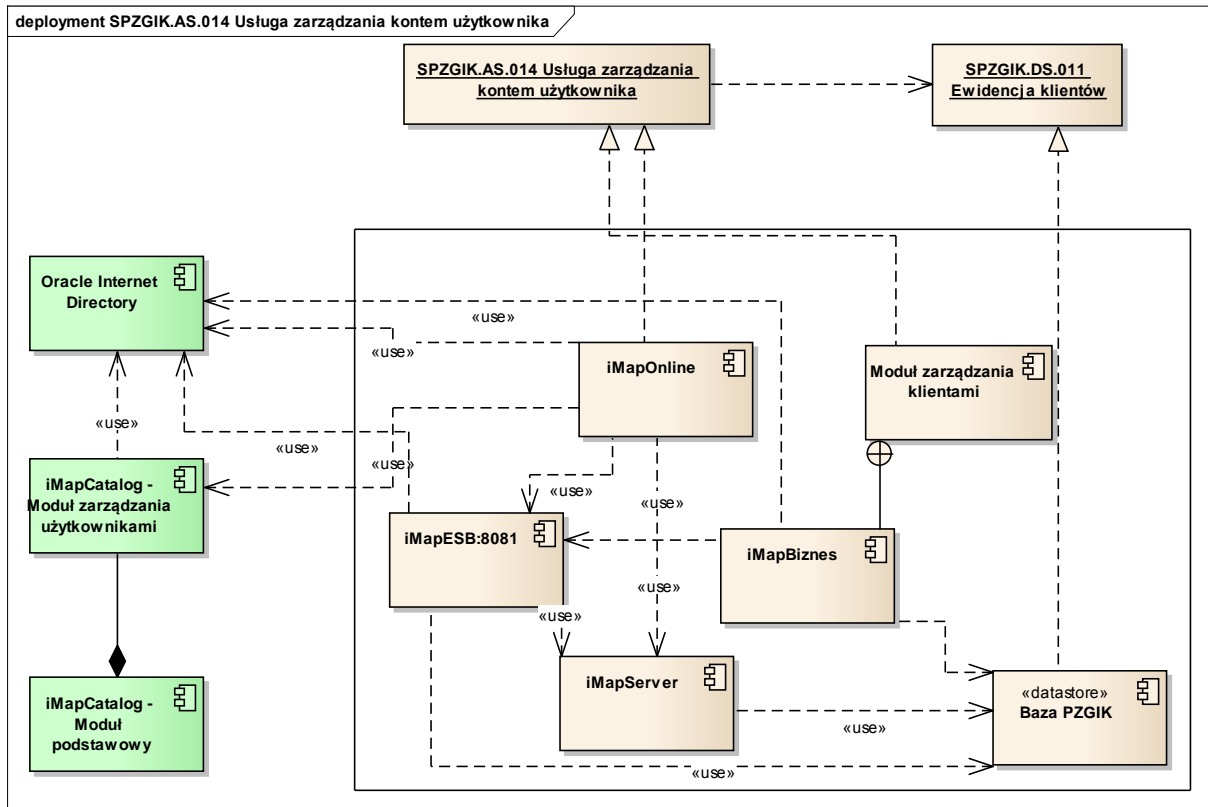 deployment SPZGIK.AS.014 Usługa zarządzania kontem użytkownika
SPZGIK.AS.014 Usługa zarządzania
kontem użytkownika
SPZGIK.DS.011
Ewidencja klientów
Oracle Internet
Directory
«use»
«use»
iMapOnline
Moduł zarządzania
klientami
«use»
«use»
«use»
iMapCatalog -
Moduł zarządzania
użytkownikami
«use»
«use»
iMapESB:8081
iMapBiznes
«use»
«use»
iMapServer
iMapCatalog -
Moduł
podstawowy
«datastore»
Baza PZGIK
«use»
«use»